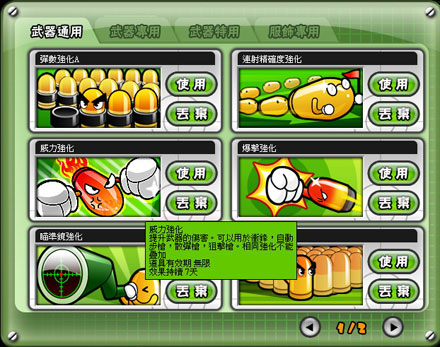 武器通用 武器專用 武器特用 服飾專用
彈數強化A
使用
丟棄
連射精確度強化
使用
丟棄
威力強化
使用
丟棄
爆擊強化
使用
丟棄
瞄準鏡強化
使用
丟棄
使用
丟棄
威力強化
提升武器的傷害。可以用於衝鋒，自動
步槍，散彈槍，狙擊槍。相同強化不能
疊加
道具有效期 無限
效果持續 7天
1/2